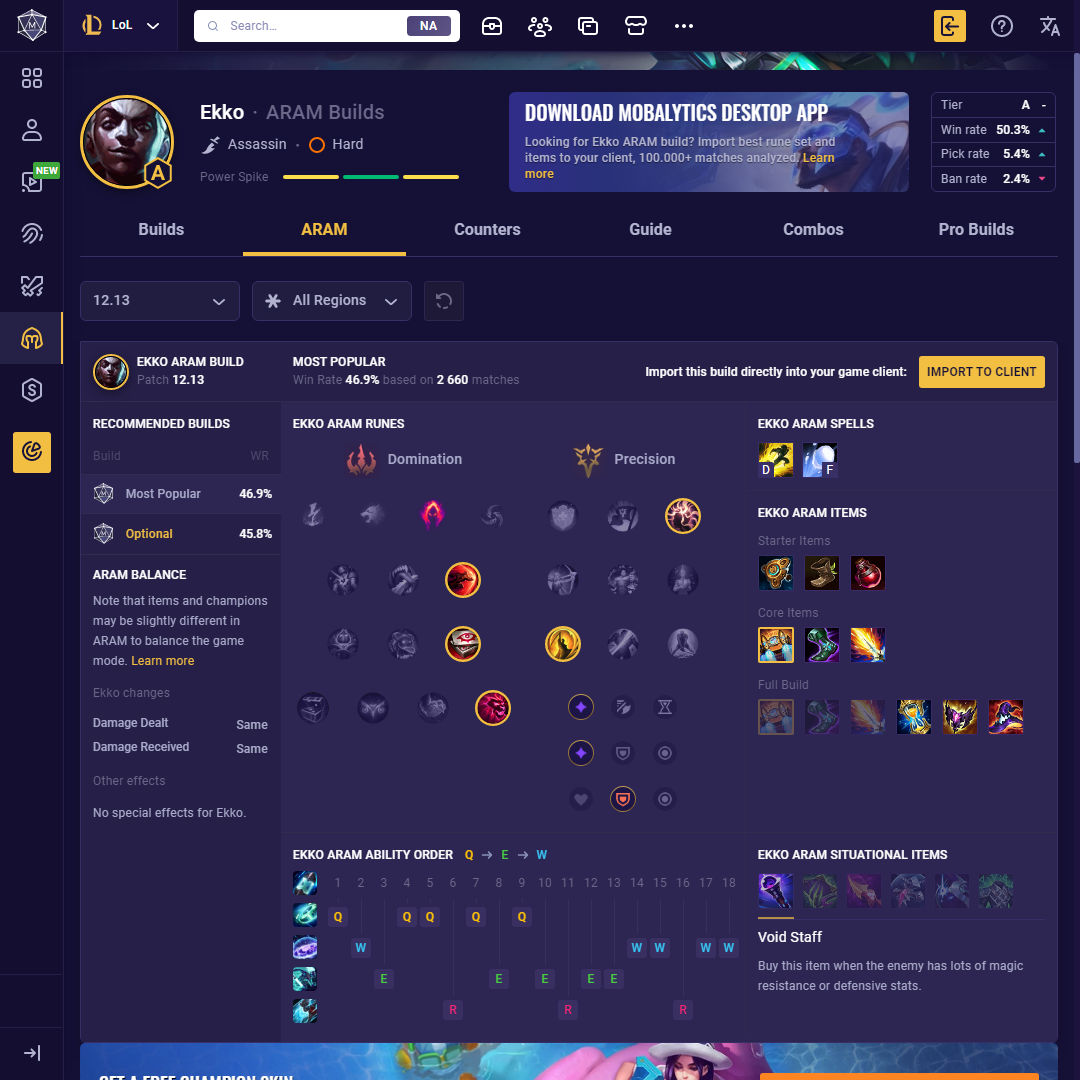 LoL
Search...
NA
NEW
Ekko · ARAM Builds
Assassin · Hard
Power Spike
A
DOWNLOAD MOBALYTICS DESKTOP APP
Looking for Ekko ARAM build? Import best rune set and
items to your client, 100.000+ matches analyzed. Learn
more
Tier A -
Win rate 50.3%
Pick rate 5.4%
Ban rate 2.4%
Builds ARAM Counters Guide Combos Pro Builds
12.13
All Regions
EKKO ARAM BUILD
Patch 12.13
MOST POPULAR
Win Rate 46.9% based on 2 660 matches
Import this build directly into your game client:
IMPORT TO CLIENT
RECOMMENDED BUILDS
Build WR
Most Popular 46.9%
Optional 45.8%
ARAM BALANCE
Note that items and champions
may be slightly different in
ARAM to balance the game
mode. Learn more
Ekko changes
Damage Dealt Same
Damage Received Same
Other effects
No special effects for Ekko.
EKKO ARAM RUNES
Domination Precision
EKKO ARAM SPELLS
D F
EKKO ARAM ITEMS
Starter Items
Core Items
Full Build
EKKO ARAM ABILITY ORDER Q → E → W
1 2 3 4 5 6 7 8 9 10 11 12 13 14 15 16 17 18
Q Q Q Q Q
W W W W W
E E E E E
R R R
EKKO ARAM SITUATIONAL ITEMS
Void Staff
Buy this item when the enemy has lots of magic
resistance or defensive stats.
GET A FREE CHAMPION SKIN